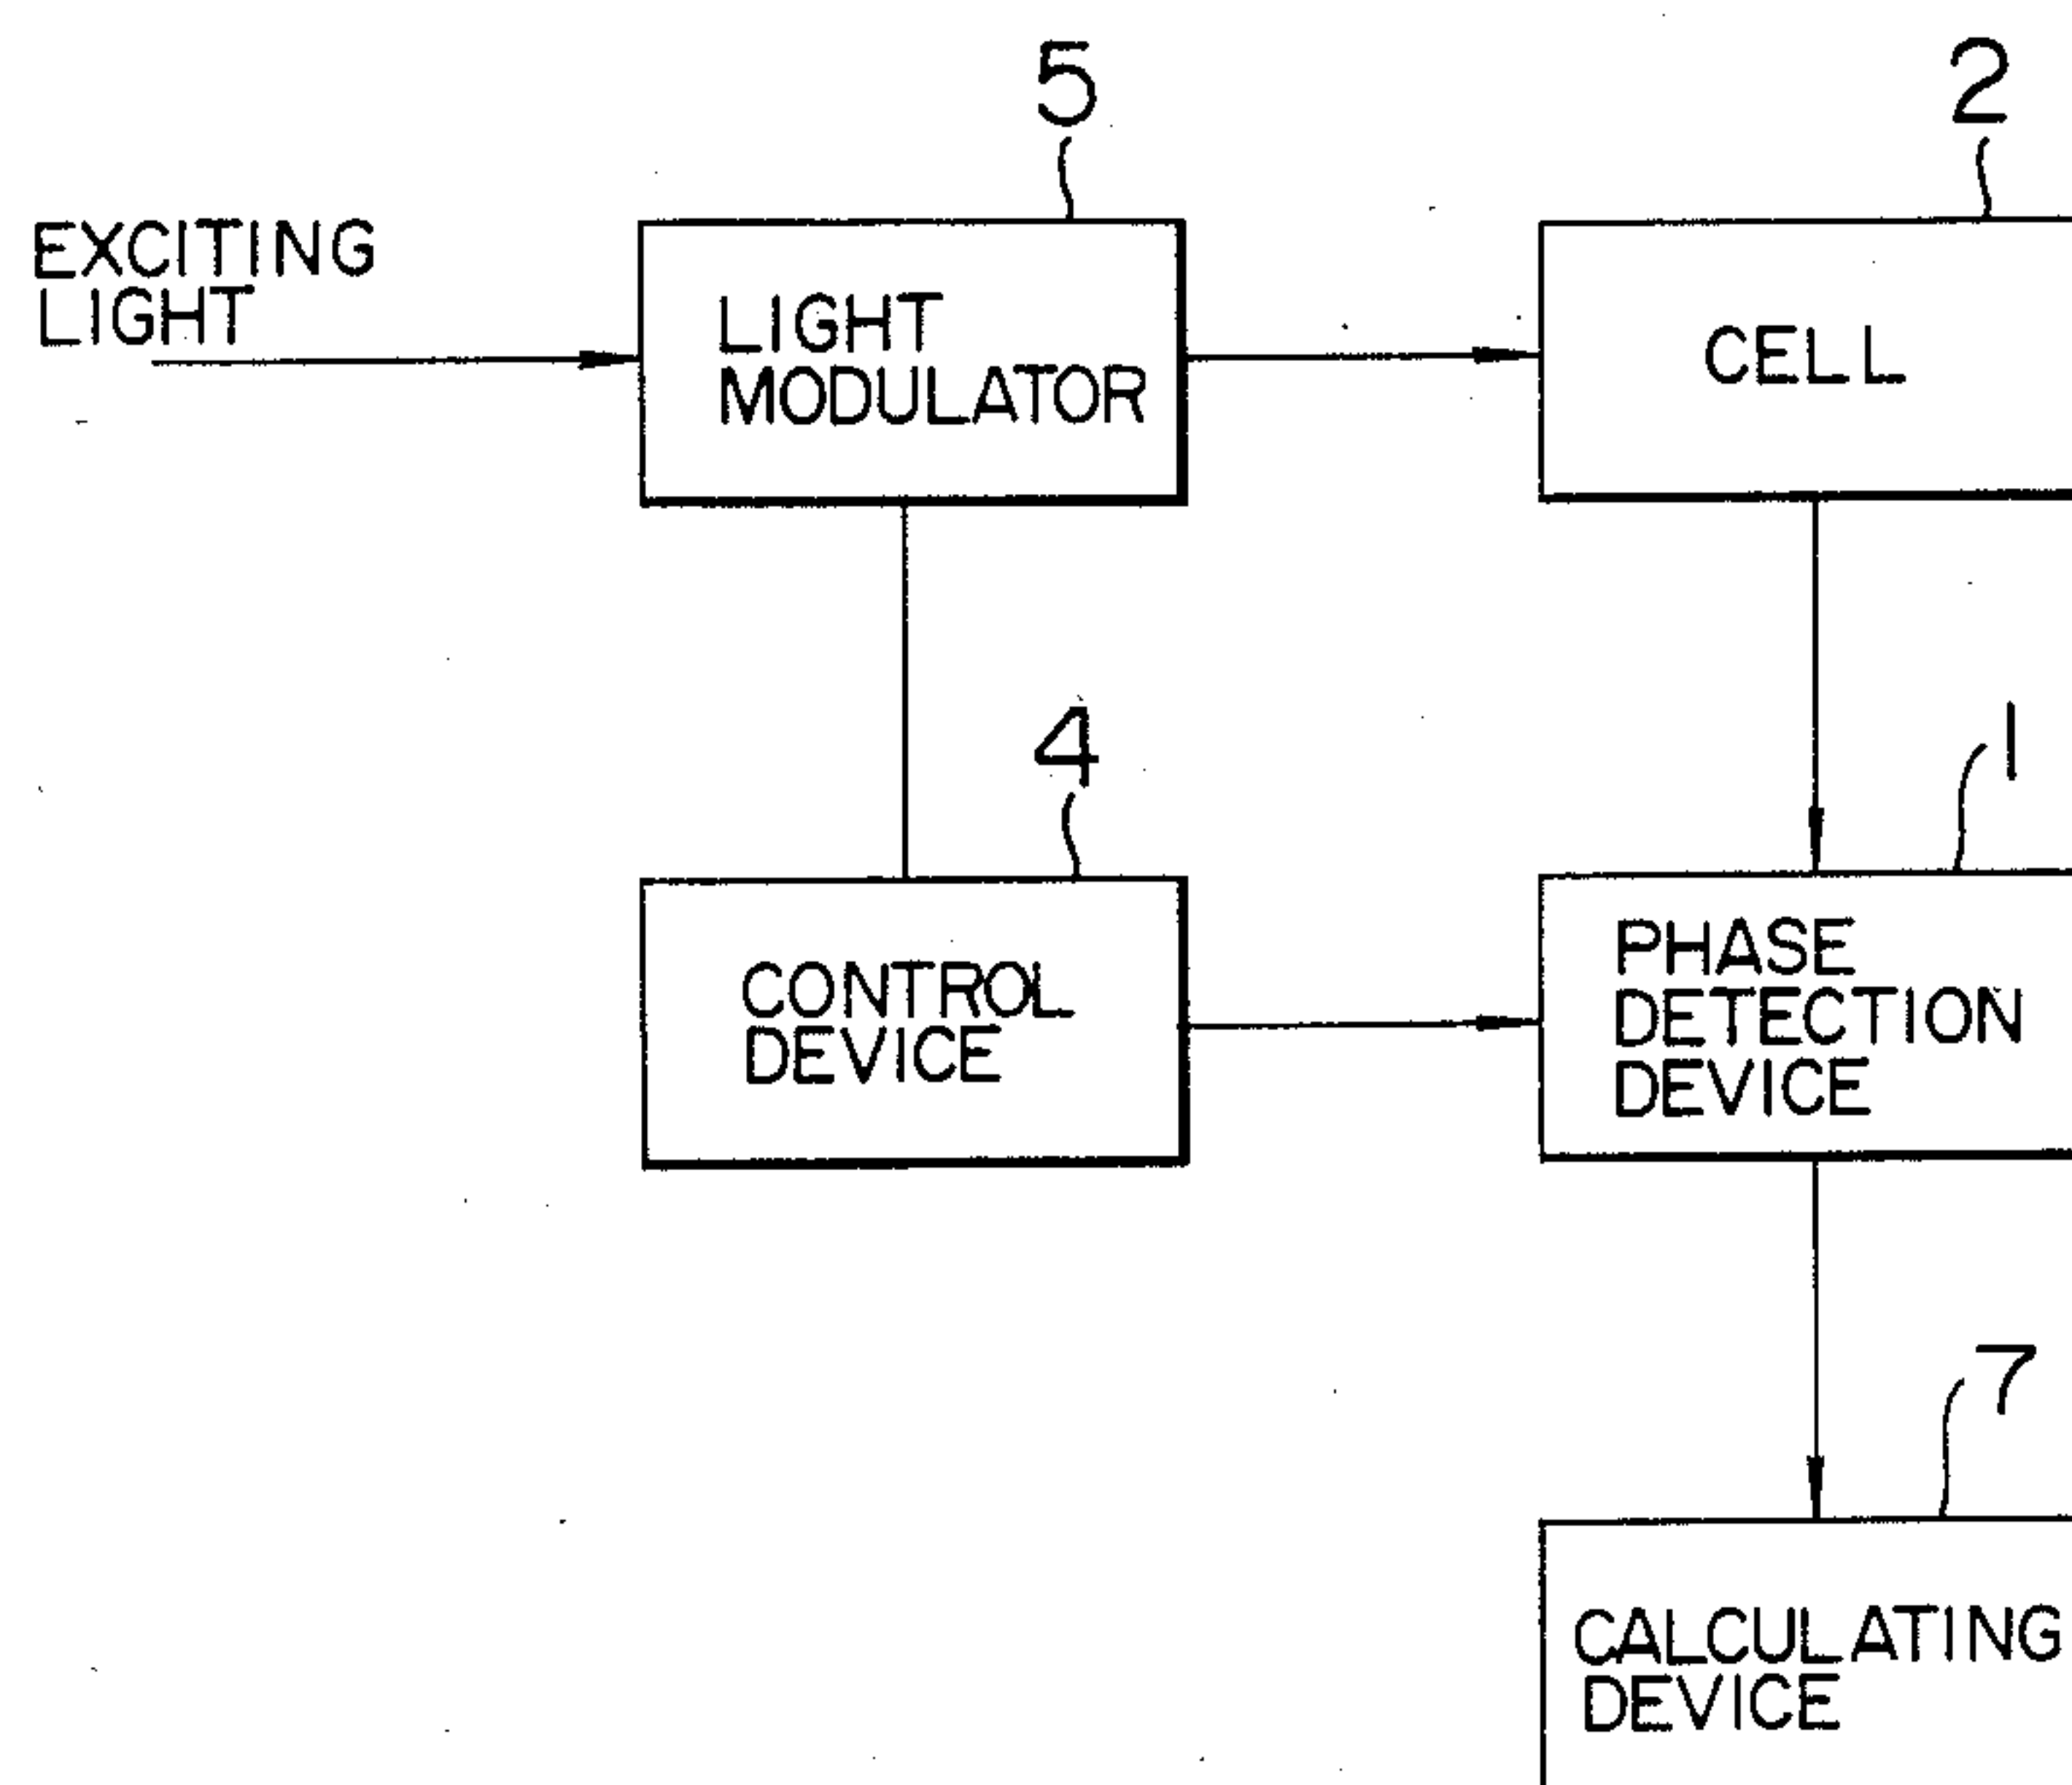 5
2
EXCITING
LIGHT
LIGHT
MODULATOR
CELL
4
1
CONTROL
DEVICE
PHASE
DETECTION
DEVICE
7
CALCULATING
DEVICE